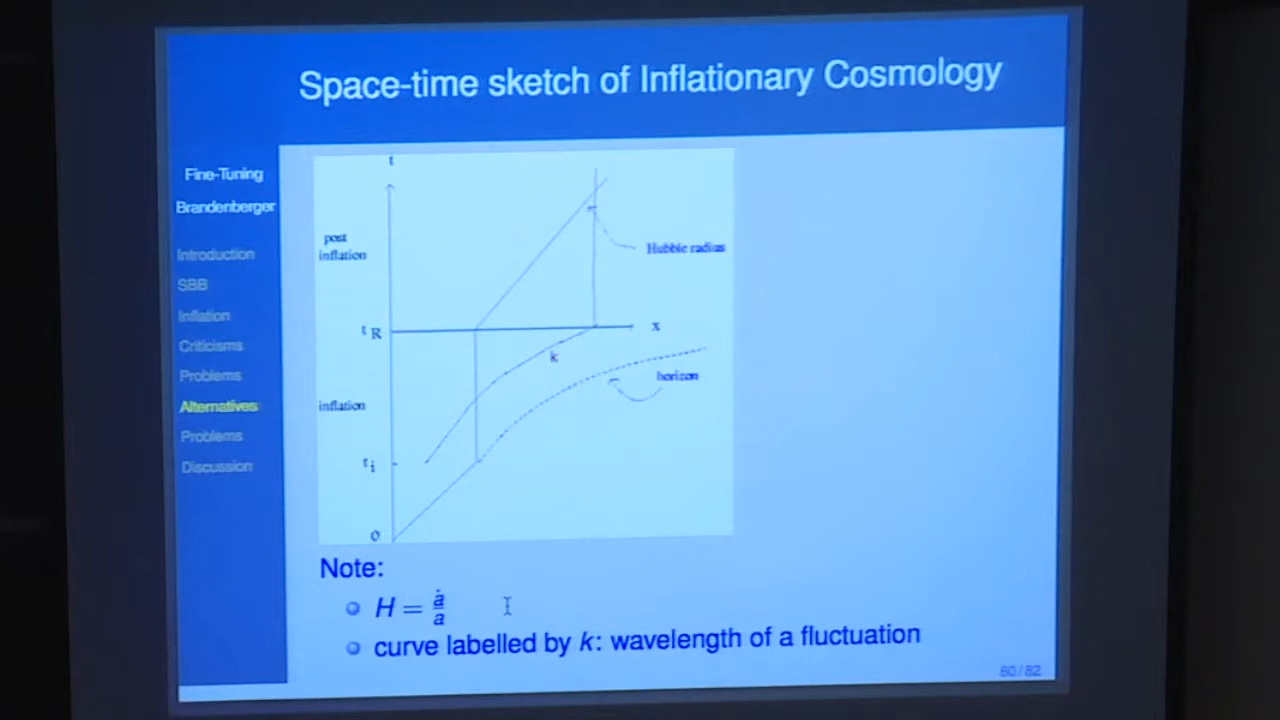 Space-time sketch of Inflationary Cosmology
Fine-Tuning
Brandenberger
Introduction
SBB
Inflation
Criticisms
Problems
Alternatives
Problems
Discussion
t
post
inflation
Hubble radius
t R
x
k
horizon
inflation
t i
0
Note:
H = ȧ/a
curve labelled by k: wavelength of a fluctuation
60/82